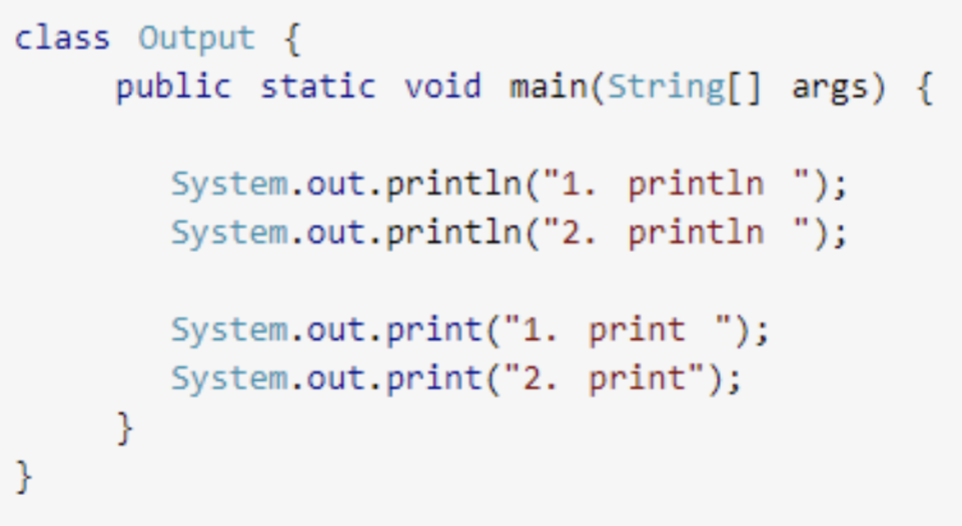 class Output {
public static void main(String[] args) {
System.out.println("1. println ");
System.out.println("2. println ");
System.out.print("1. print ");
System.out.print("2. print");
}
}